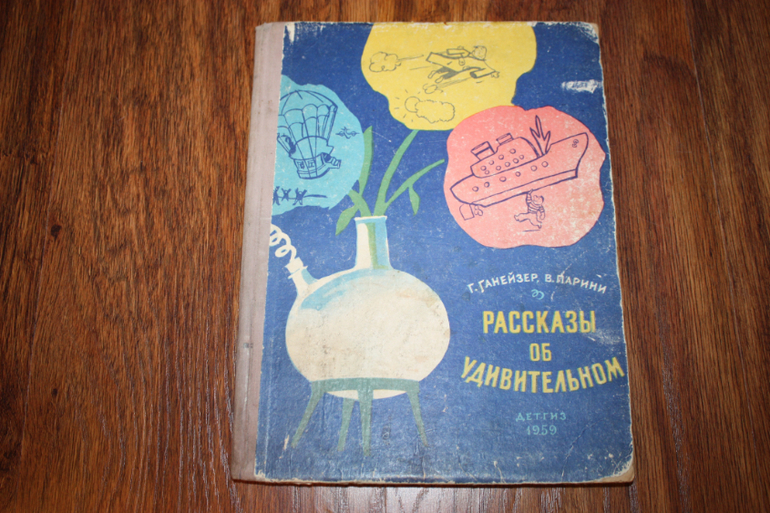 Г. ГАНЕЙЗЕР, В. ПАРИНИ
РАССКАЗЫ
ОБ
УДИВИТЕЛЬНОМ
ДЕТГИЗ
1959